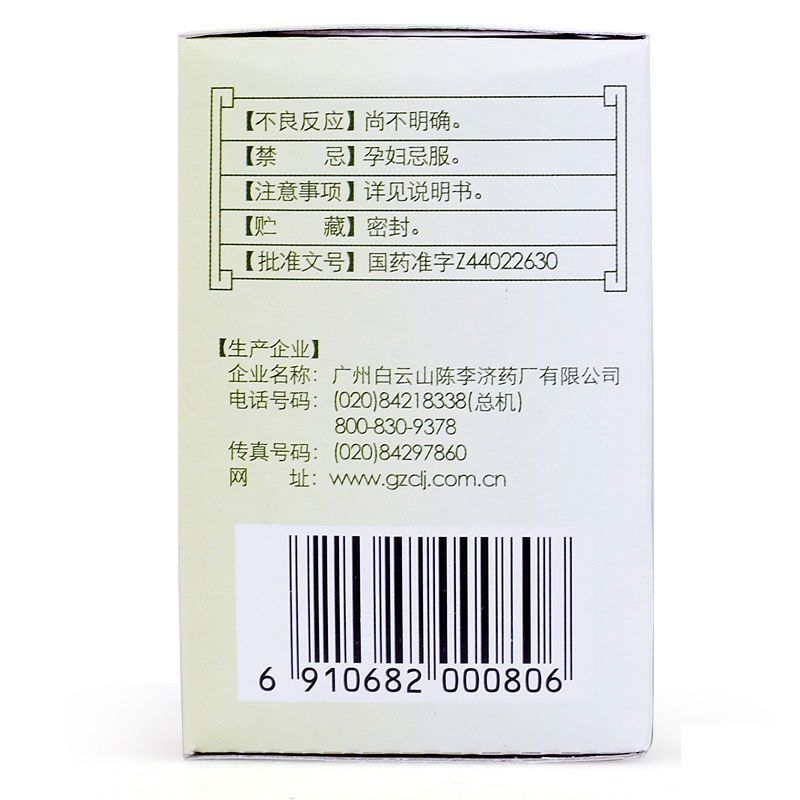 【不良反应】尚不明确。
【禁 忌】孕妇忌服。
【注意事项】详见说明书。
【贮 藏】密封。
【批准文号】国药准字Z44022630
【生产企业】
企业名称：广州白云山陈李济药厂有限公司
电话号码：(020)84218338(总机)
800-830-9378
传真号码：(020)84297860
网 址：www.gzclj.com.cn
6 910682 000806